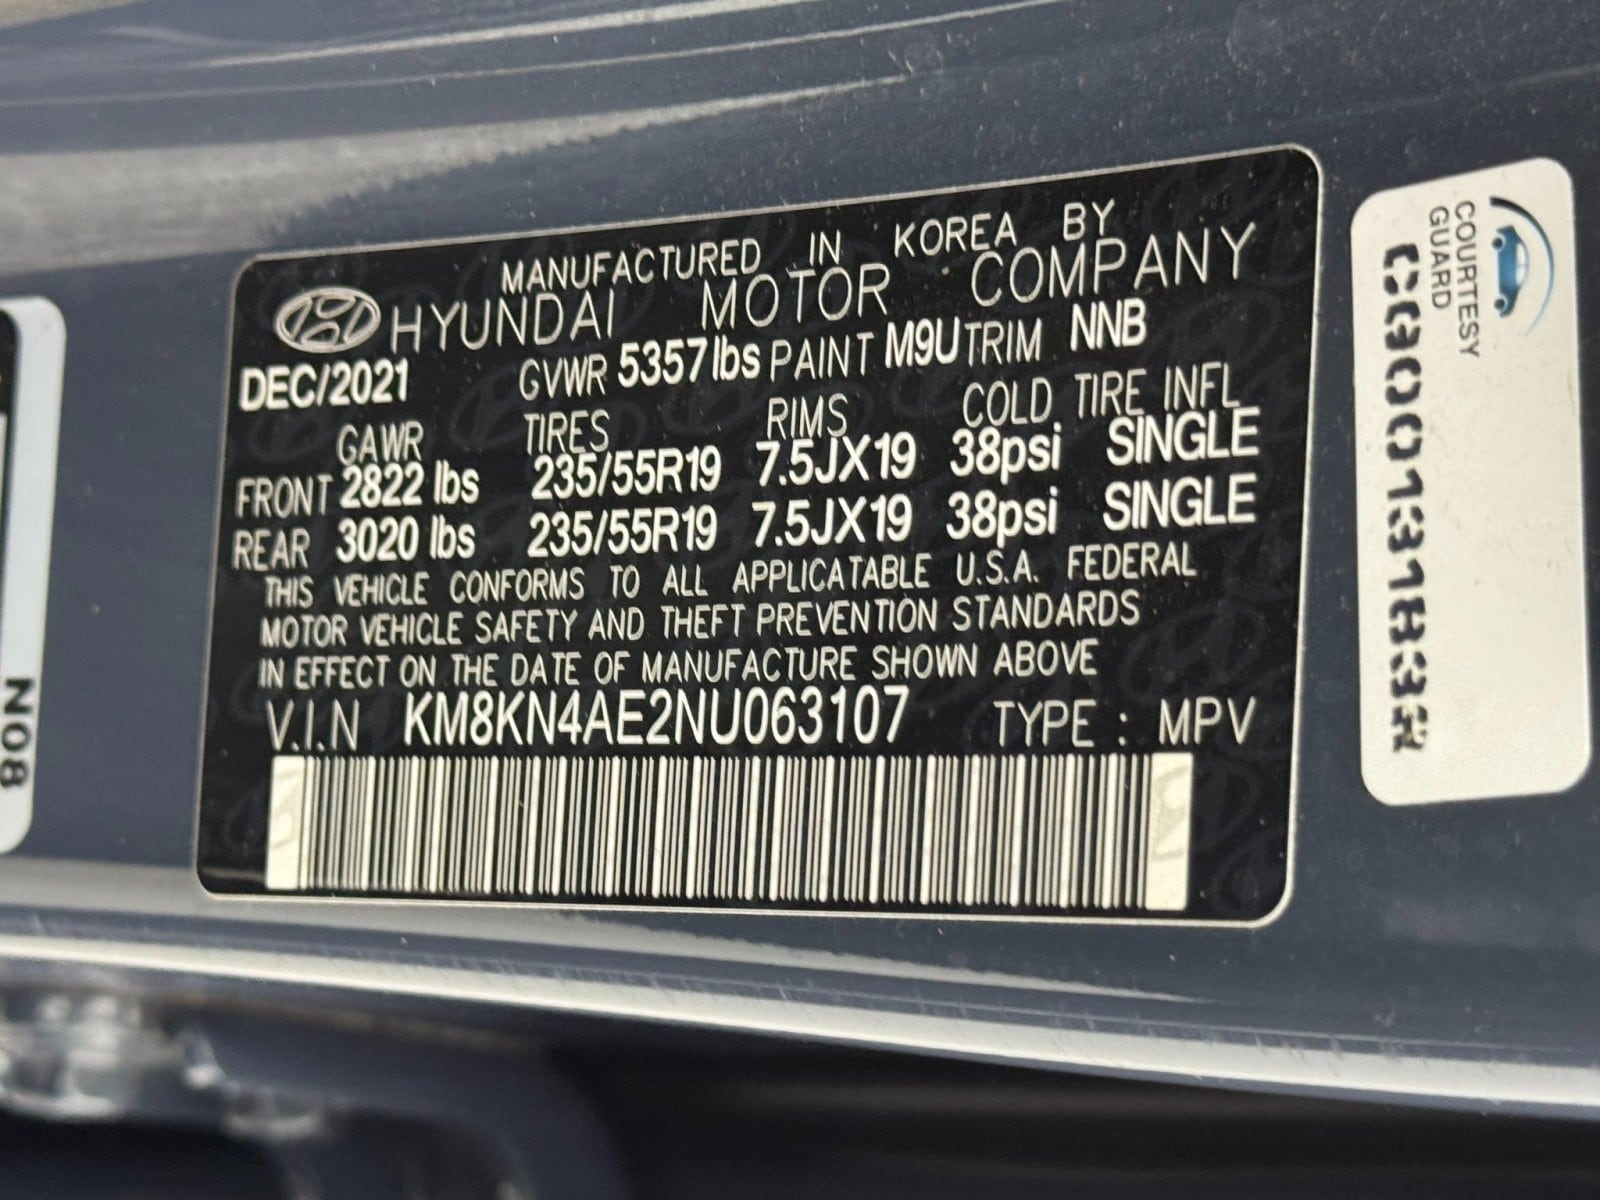 MANUFACTURED IN KOREA BY
HYUNDAI MOTOR COMPANY
DEC/2021 GVWR 5357lbs PAINT M9U TRIM NNB
GAWR TIRES RIMS COLD TIRE INFL
FRONT 2822 lbs 235/55R19 7.5JX19 38psi SINGLE
REAR 3020 lbs 235/55R19 7.5JX19 38psi SINGLE
THIS VEHICLE CONFORMS TO ALL APPLICATABLE U.S.A. FEDERAL
MOTOR VEHICLE SAFETY AND THEFT PREVENTION STANDARDS
IN EFFECT ON THE DATE OF MANUFACTURE SHOWN ABOVE
V.I.N KM8KN4AE2NU063107 TYPE : MPV
COURTESY
GUARD
N08